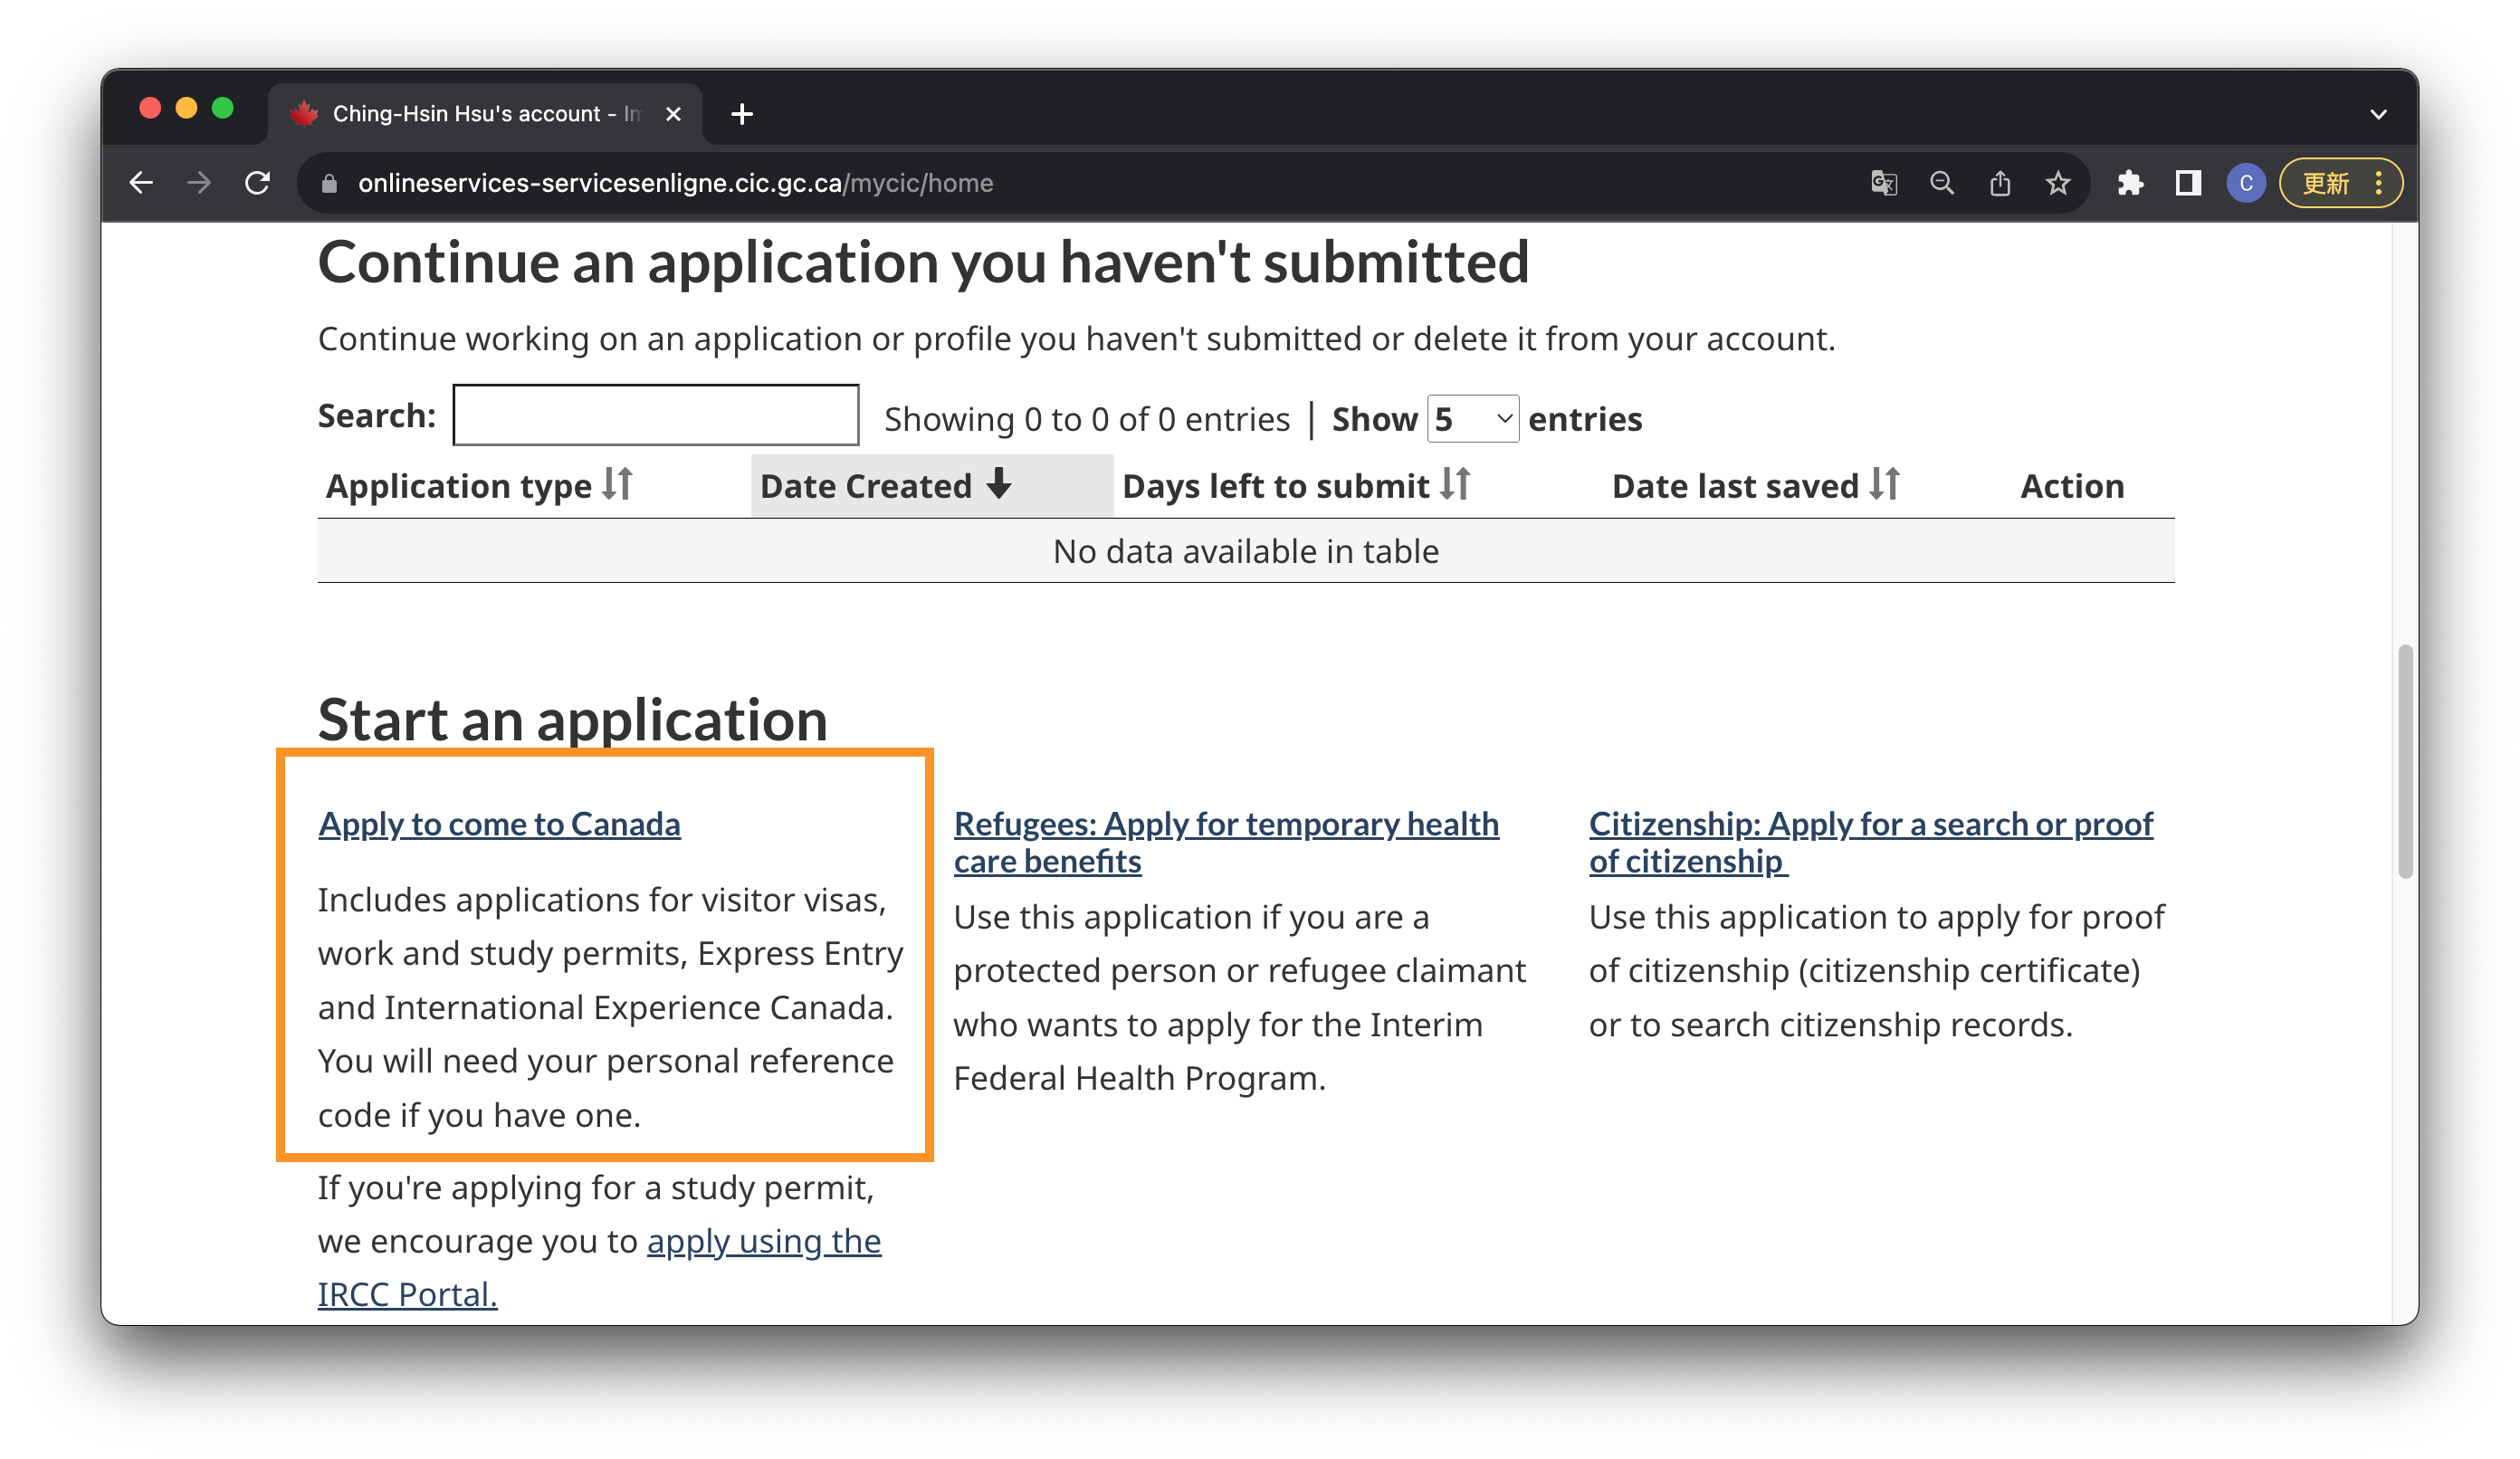 Ching-Hsin Hsu's account - Im
onlineservices-servicesenligne.cic.gc.ca/mycic/home
C
更新
Continue an application you haven't submitted
Continue working on an application or profile you haven't submitted or delete it from your account.
Search: Showing 0 to 0 of 0 entries | Show 5 entries
Application type Date Created Days left to submit Date last saved Action
No data available in table
Start an application
Apply to come to Canada
Includes applications for visitor visas,
work and study permits, Express Entry
and International Experience Canada.
You will need your personal reference
code if you have one.
If you're applying for a study permit,
we encourage you to apply using the
IRCC Portal.
Refugees: Apply for temporary health
care benefits
Use this application if you are a
protected person or refugee claimant
who wants to apply for the Interim
Federal Health Program.
Citizenship: Apply for a search or proof
of citizenship
Use this application to apply for proof
of citizenship (citizenship certificate)
or to search citizenship records.